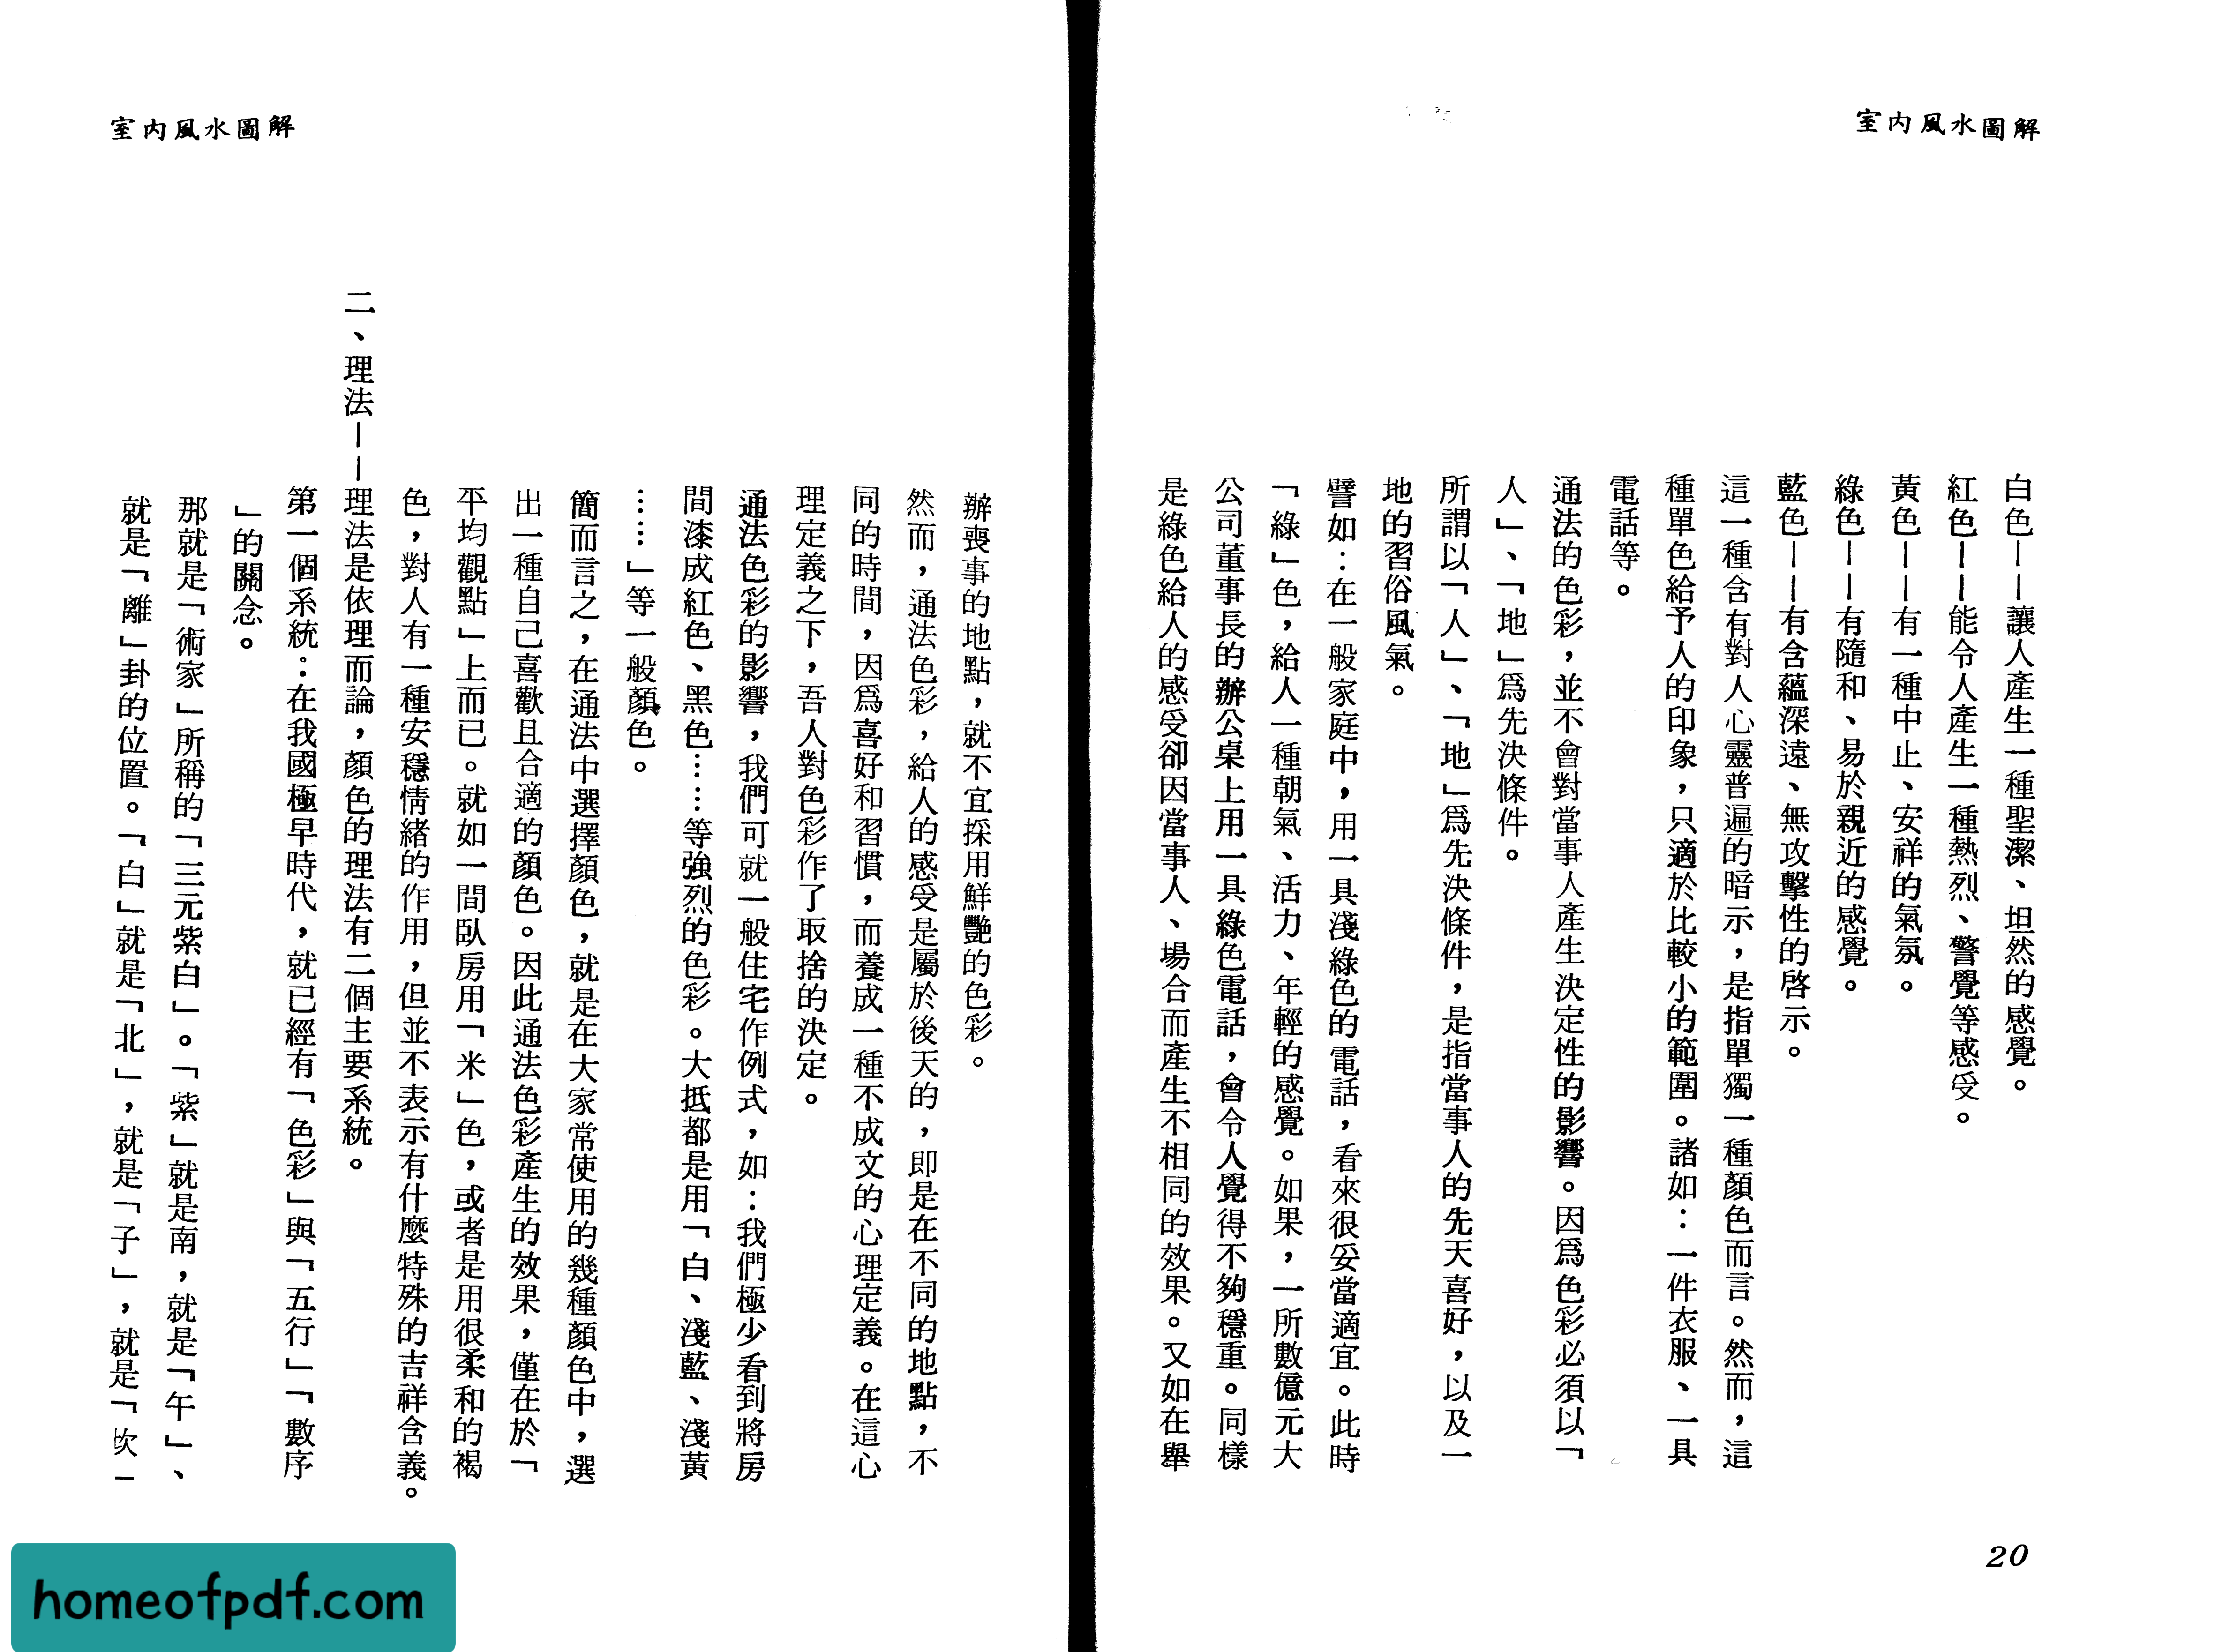 室內風水圖解
白色——讓人產生一種聖潔、坦然的感覺。
紅色——能令人產生一種熱烈、警覺等感受。
黃色——有一種中止、安祥的氣氛。
綠色——有隨和、易於親近的感覺。
藍色——有含蘊深遠、無攻擊性的啓示。
這一種含有對人心靈普遍的暗示，是指單獨一種顏色而言。然而，這
種單色給予人的印象，只適於比較小的範圍。諸如：一件衣服、一具
電話等。
通法的色彩，並不會對當事人產生決定性的影響。因爲色彩必須以「
人」、「地」爲先決條件。
所謂以「人」、「地」爲先決條件，是指當事人的先天喜好，以及一
地的習俗風氣。
譬如：在一般家庭中，用一具淺綠色的電話，看來很妥當適宜。此時
「綠」色，給人一種朝氣、活力、年輕的感覺。如果，一所數億元大
公司董事長的辦公桌上用一具綠色電話，會令人覺得不夠穩重。同樣
是綠色給人的感受卻因當事人、場合而產生不相同的效果。又如在舉
20
室內風水圖解
辦喪事的地點，就不宜採用鮮艷的色彩。
然而，通法色彩，給人的感受是屬於後天的，即是在不同的地點，不
同的時間，因爲喜好和習慣，而養成一種不成文的心理定義。在這心
理定義之下，吾人對色彩作了取捨的決定。
通法色彩的影響，我們可就一般住宅作例式，如：我們極少看到將房
間漆成紅色、黑色……等強烈的色彩。大抵都是用「白、淺藍、淺黃
……」等一般顏色。
簡而言之，在通法中選擇顏色，就是在大家常使用的幾種顏色中，選
出一種自己喜歡且合適的顏色。因此通法色彩產生的效果，僅在於「
平均觀點」上而已。就如一間臥房用「米」色，或者是用很柔和的褐
色，對人有一種安穩情緒的作用，但並不表示有什麼特殊的吉祥含義。
二、理法——理法是依理而論，顏色的理法有二個主要系統。
第一個系統：在我國極早時代，就已經有「色彩」與「五行」「數序
」的關念。
那就是「術家」所稱的「三元紫白」。「紫」就是南，就是「午」、
就是「離」卦的位置。「白」就是「北」，就是「子」，就是「坎」
homeofpdf.com